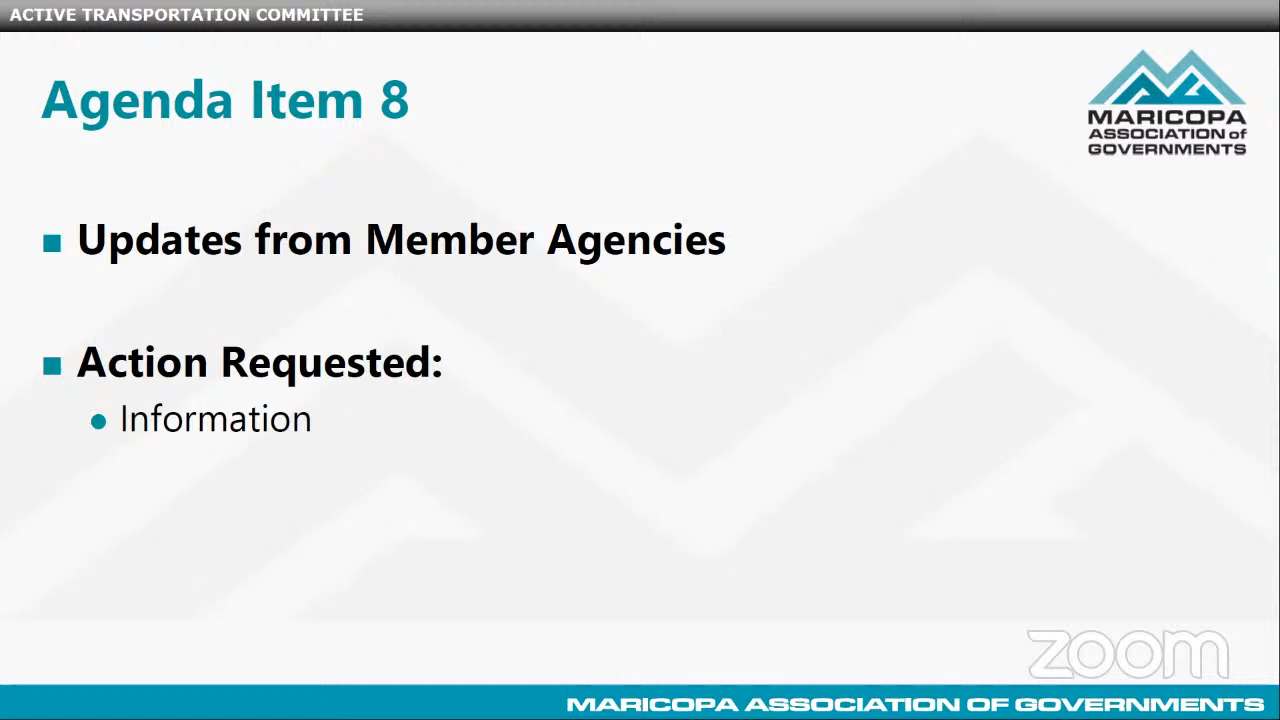 ACTIVE TRANSPORTATION COMMITTEE
Agenda Item 8
MARICOPA
ASSOCIATION of
GOVERNMENTS
Updates from Member Agencies
Action Requested:
Information
zoom
MARICOPA ASSOCIATION OF GOVERNMENTS